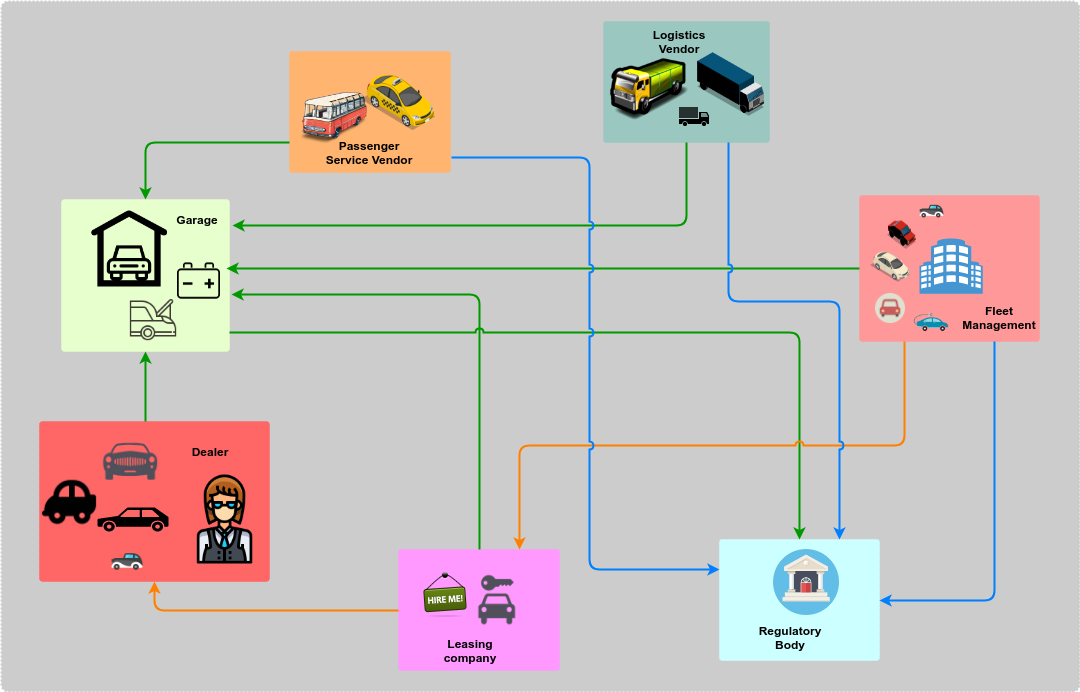 Logistics
Vendor
Passenger
Service Vendor
Garage
Fleet
Management
Dealer
HIRE ME!
Leasing
company
Regulatory
Body